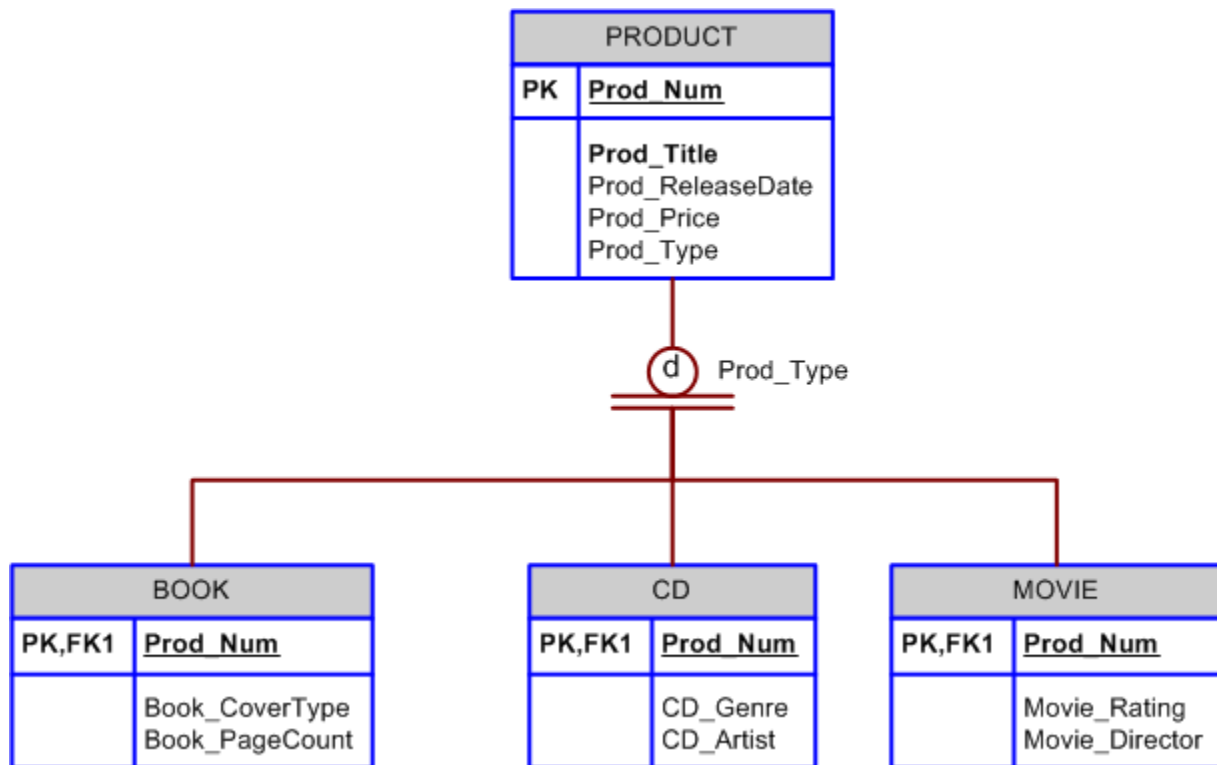 PRODUCT
PK Prod_Num
Prod_Title
Prod_ReleaseDate
Prod_Price
Prod_Type
d Prod_Type
BOOK
PK,FK1 Prod_Num
Book_CoverType
Book_PageCount
CD
PK,FK1 Prod_Num
CD_Genre
CD_Artist
MOVIE
PK,FK1 Prod_Num
Movie_Rating
Movie_Director